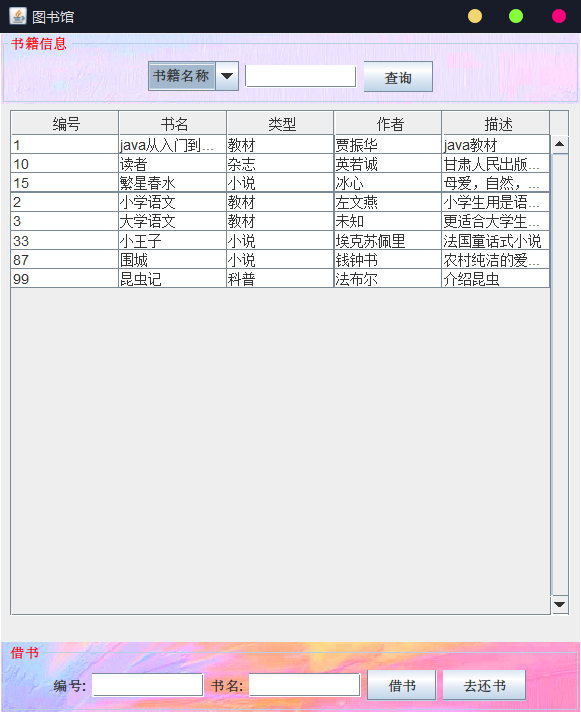 图书馆
书籍信息
书籍名称 查询
编号 书名 类型 作者 描述
1 java从入门到... 教材 贾振华 java教材
10 读者 杂志 英若诚 甘肃人民出版...
15 繁星春水 小说 冰心 母爱，自然，...
2 小学语文 教材 左文燕 小学生用是语...
3 大学语文 教材 未知 更适合大学生...
33 小王子 小说 埃克苏佩里 法国童话式小说
87 围城 小说 钱钟书 农村纯洁的爱...
99 昆虫记 科普 法布尔 介绍昆虫
借书
编号: 书名: 借书 去还书